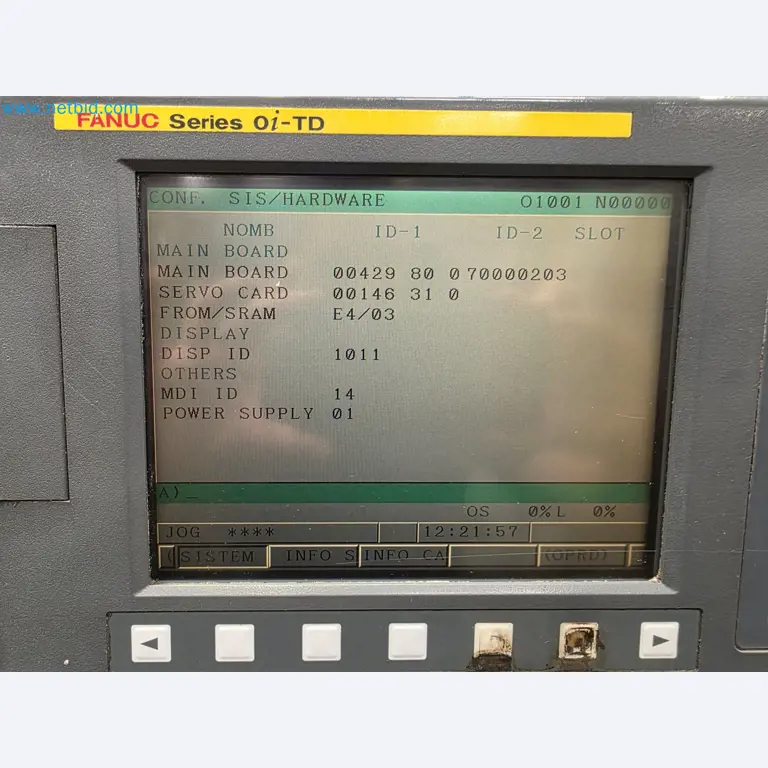 www.netbid.com
FANUC Series 0i-TD
CONF. SIS/HARDWARE O1001 N00000
NOMB ID-1 ID-2 SLOT
MAIN BOARD
MAIN BOARD 00429 80 0 70000203
SERVO CARD 00146 31 0
FROM/SRAM E4/03
DISPLAY
DISP ID 1011
OTHERS
MDI ID 14
POWER SUPPLY 01
A)_
OS 0% L 0%
JOG **** 12:21:57
(SISTEM INFO S INFO CA (OPRD)